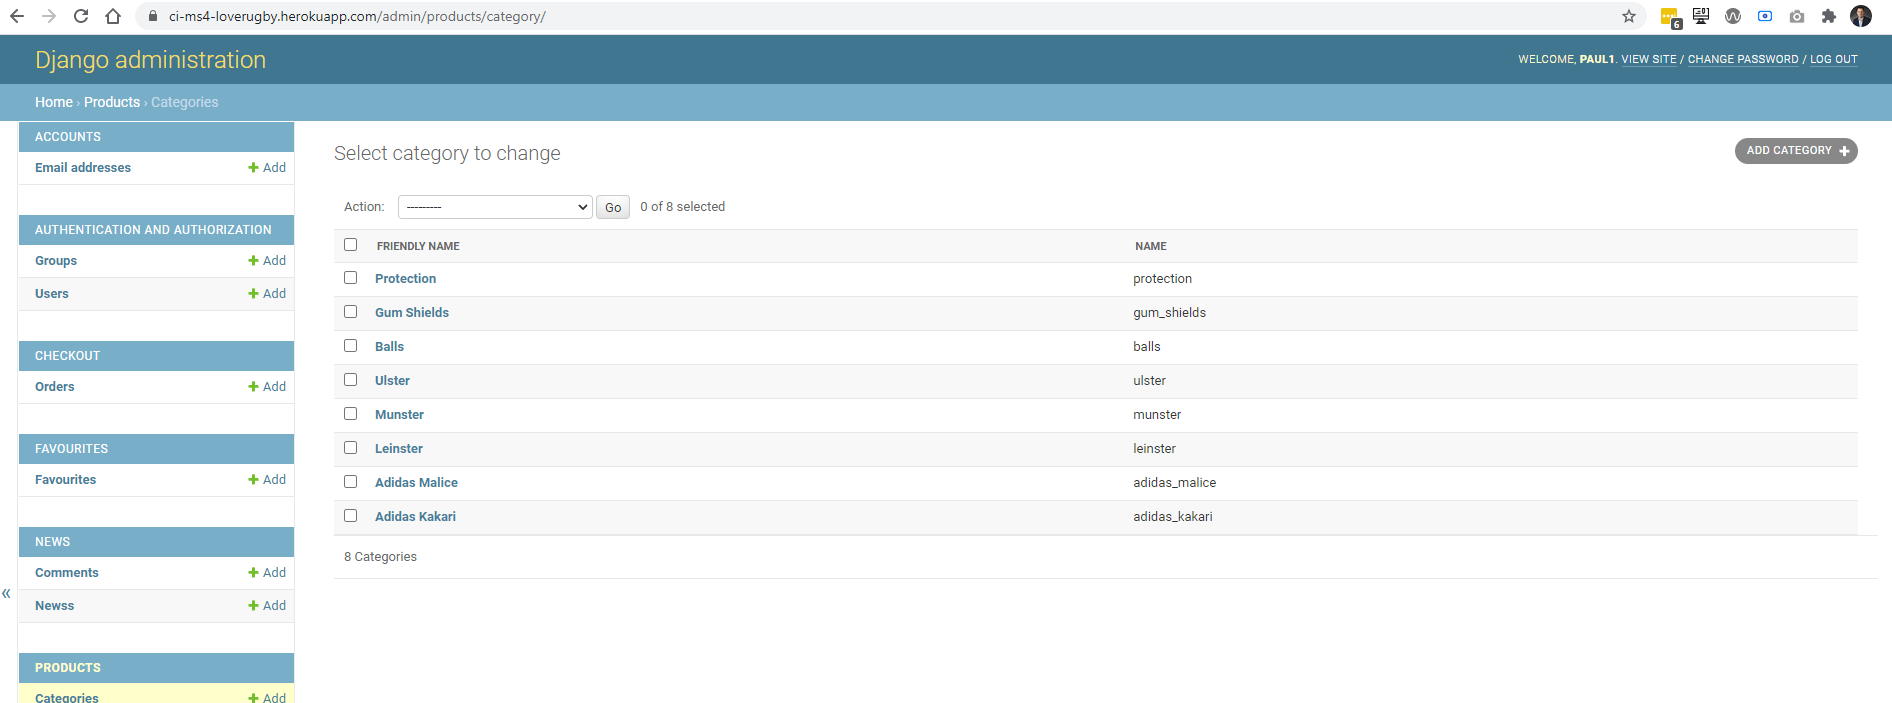 ci-ms4-loverugby.herokuapp.com/admin/products/category/
6
Django administration
WELCOME, PAUL1. VIEW SITE / CHANGE PASSWORD / LOG OUT
Home › Products › Categories
ACCOUNTS
Email addresses Add
AUTHENTICATION AND AUTHORIZATION
Groups Add
Users Add
CHECKOUT
Orders Add
FAVOURITES
Favourites Add
NEWS
Comments Add
Newss Add
PRODUCTS
Categories Add
«
Select category to change
ADD CATEGORY
Action: --------- Go 0 of 8 selected
FRIENDLY NAME NAME
Protection protection
Gum Shields gum_shields
Balls balls
Ulster ulster
Munster munster
Leinster leinster
Adidas Malice adidas_malice
Adidas Kakari adidas_kakari
8 Categories